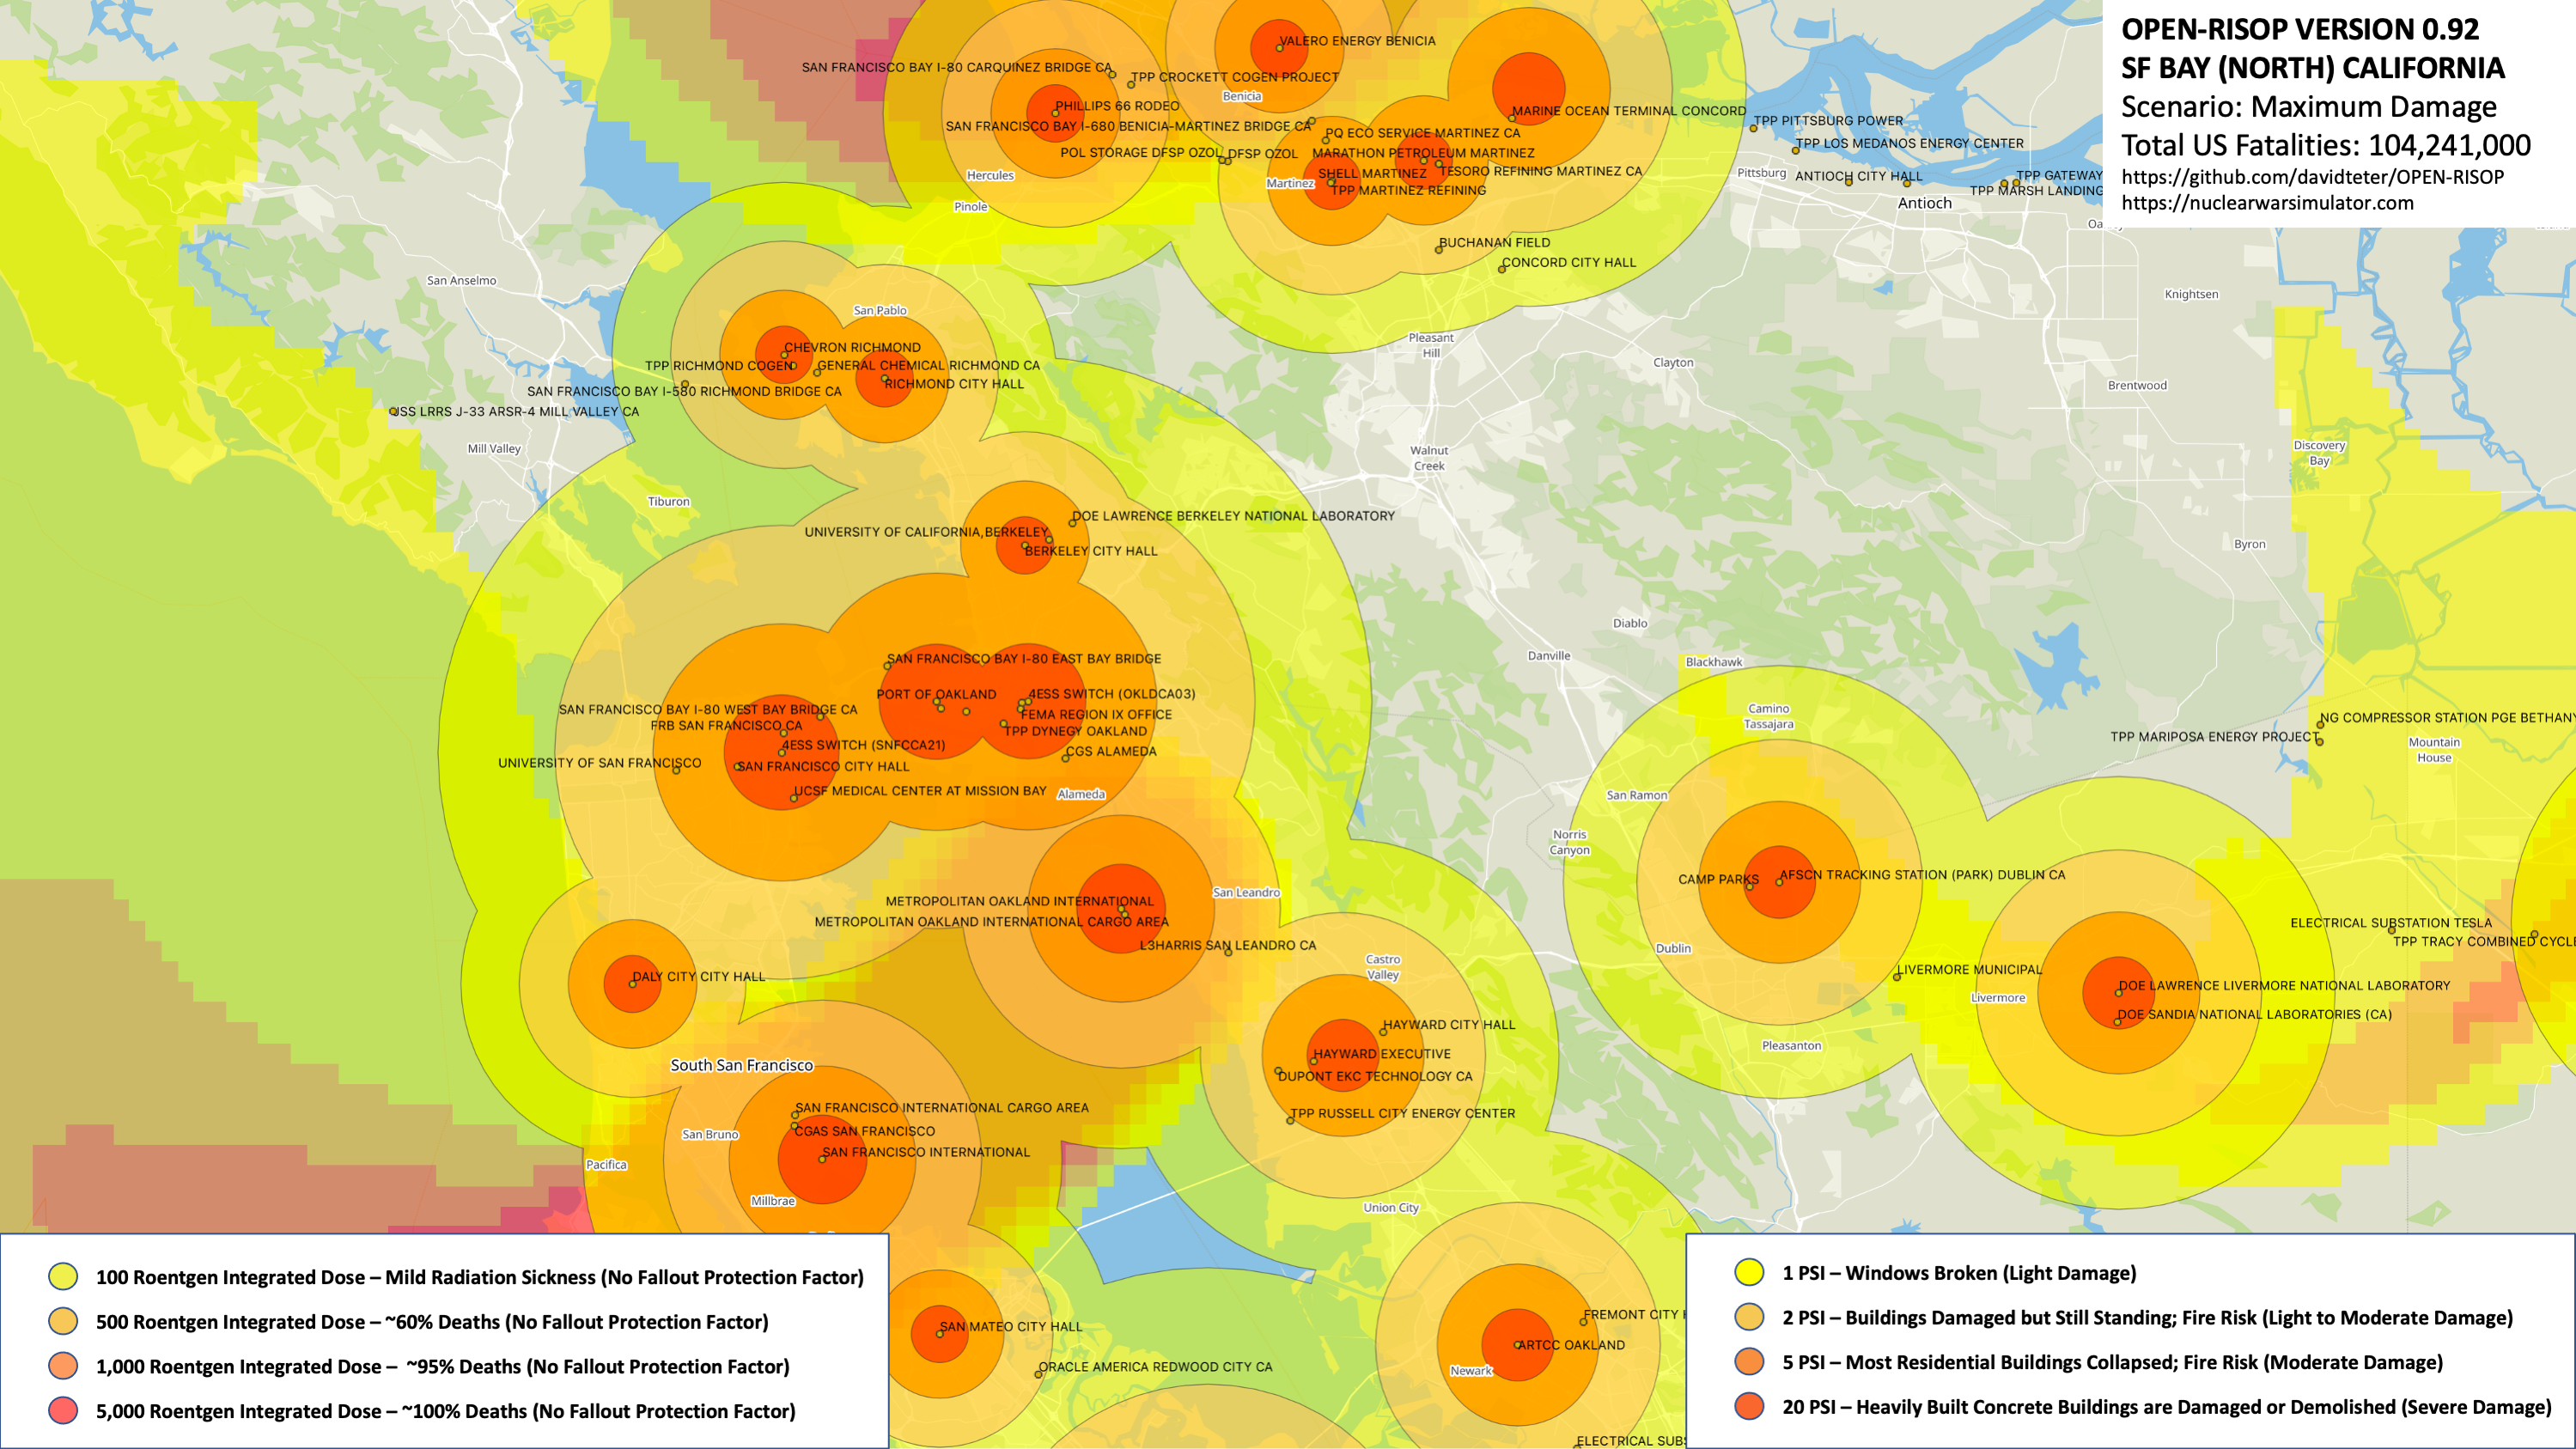 OPEN-RISOP VERSION 0.92
SF BAY (NORTH) CALIFORNIA
Scenario: Maximum Damage
Total US Fatalities: 104,241,000
https://github.com/davidteter/OPEN-RISOP
https://nuclearwarsimulator.com
VALERO ENERGY BENICIA
SAN FRANCISCO BAY I-80 CARQUINEZ BRIDGE CA
TPP CROCKETT COGEN PROJECT
Benicia
PHILLIPS 66 RODEO
MARINE OCEAN TERMINAL CONCORD
SAN FRANCISCO BAY I-680 BENICIA-MARTINEZ BRIDGE CA
PQ ECO SERVICE MARTINEZ CA
TPP PITTSBURG POWER
TPP LOS MEDANOS ENERGY CENTER
POL STORAGE DFSP OZOL
DFSP OZOL
MARATHON PETROLEUM MARTINEZ
SHELL MARTINEZ
TESORO REFINING MARTINEZ CA
Pittsburg
ANTIOCH CITY HALL
TPP GATEWAY
Hercules
Martinez
TPP MARTINEZ REFINING
TPP MARSH LANDING
Pinole
Antioch
BUCHANAN FIELD
CONCORD CITY HALL
San Anselmo
Knightsen
San Pablo
Pleasant
Hill
CHEVRON RICHMOND
TPP RICHMOND COGEN
GENERAL CHEMICAL RICHMOND CA
Clayton
RICHMOND CITY HALL
Brentwood
SAN FRANCISCO BAY I-580 RICHMOND BRIDGE CA
JSS LRRS J-33 ARSR-4 MILL VALLEY CA
Mill Valley
Walnut
Creek
Discovery
Bay
Tiburon
DOE LAWRENCE BERKELEY NATIONAL LABORATORY
UNIVERSITY OF CALIFORNIA,BERKELEY
BERKELEY CITY HALL
Byron
Diablo
SAN FRANCISCO BAY I-80 EAST BAY BRIDGE
Danville
Blackhawk
PORT OF OAKLAND
4ESS SWITCH (OKLDCA03)
SAN FRANCISCO BAY I-80 WEST BAY BRIDGE CA
FEMA REGION IX OFFICE
Camino
Tassajara
NG COMPRESSOR STATION PGE BETHANY
FRB SAN FRANCISCO CA
TPP DYNEGY OAKLAND
TPP MARIPOSA ENERGY PROJECT
4ESS SWITCH (SNFCCA21)
CGS ALAMEDA
Mountain
House
UNIVERSITY OF SAN FRANCISCO
SAN FRANCISCO CITY HALL
UCSF MEDICAL CENTER AT MISSION BAY
Alameda
San Ramon
Norris
Canyon
CAMP PARKS
AFSCN TRACKING STATION (PARK) DUBLIN CA
San Leandro
METROPOLITAN OAKLAND INTERNATIONAL
METROPOLITAN OAKLAND INTERNATIONAL CARGO AREA
ELECTRICAL SUBSTATION TESLA
L3HARRIS SAN LEANDRO CA
Dublin
TPP TRACY COMBINED CYCLE
Castro
Valley
LIVERMORE MUNICIPAL
DALY CITY CITY HALL
DOE LAWRENCE LIVERMORE NATIONAL LABORATORY
Livermore
DOE SANDIA NATIONAL LABORATORIES (CA)
HAYWARD CITY HALL
Pleasanton
HAYWARD EXECUTIVE
South San Francisco
DUPONT EKC TECHNOLOGY CA
SAN FRANCISCO INTERNATIONAL CARGO AREA
TPP RUSSELL CITY ENERGY CENTER
CGAS SAN FRANCISCO
San Bruno
SAN FRANCISCO INTERNATIONAL
Pacifica
Millbrae
Union City
FREMONT CITY
SAN MATEO CITY HALL
ARTCC OAKLAND
ORACLE AMERICA REDWOOD CITY CA
Newark
ELECTRICAL
100 Roentgen Integrated Dose – Mild Radiation Sickness (No Fallout Protection Factor)
500 Roentgen Integrated Dose – ~60% Deaths (No Fallout Protection Factor)
1,000 Roentgen Integrated Dose – ~95% Deaths (No Fallout Protection Factor)
5,000 Roentgen Integrated Dose – ~100% Deaths (No Fallout Protection Factor)
1 PSI – Windows Broken (Light Damage)
2 PSI – Buildings Damaged but Still Standing; Fire Risk (Light to Moderate Damage)
5 PSI – Most Residential Buildings Collapsed; Fire Risk (Moderate Damage)
20 PSI – Heavily Built Concrete Buildings are Damaged or Demolished (Severe Damage)